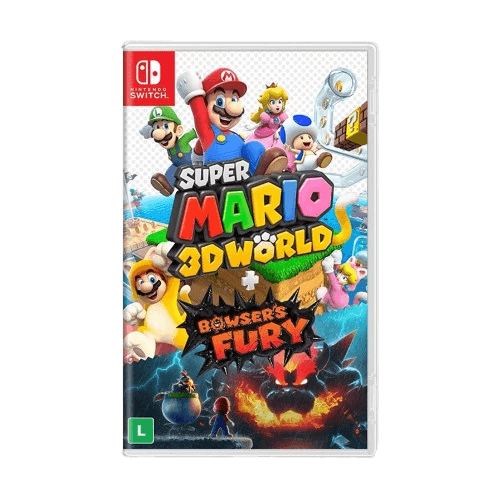 NINTENDO
SWITCH
SUPER
MARIO
3D WORLD
+
BOWSER'S
FURY
?
L